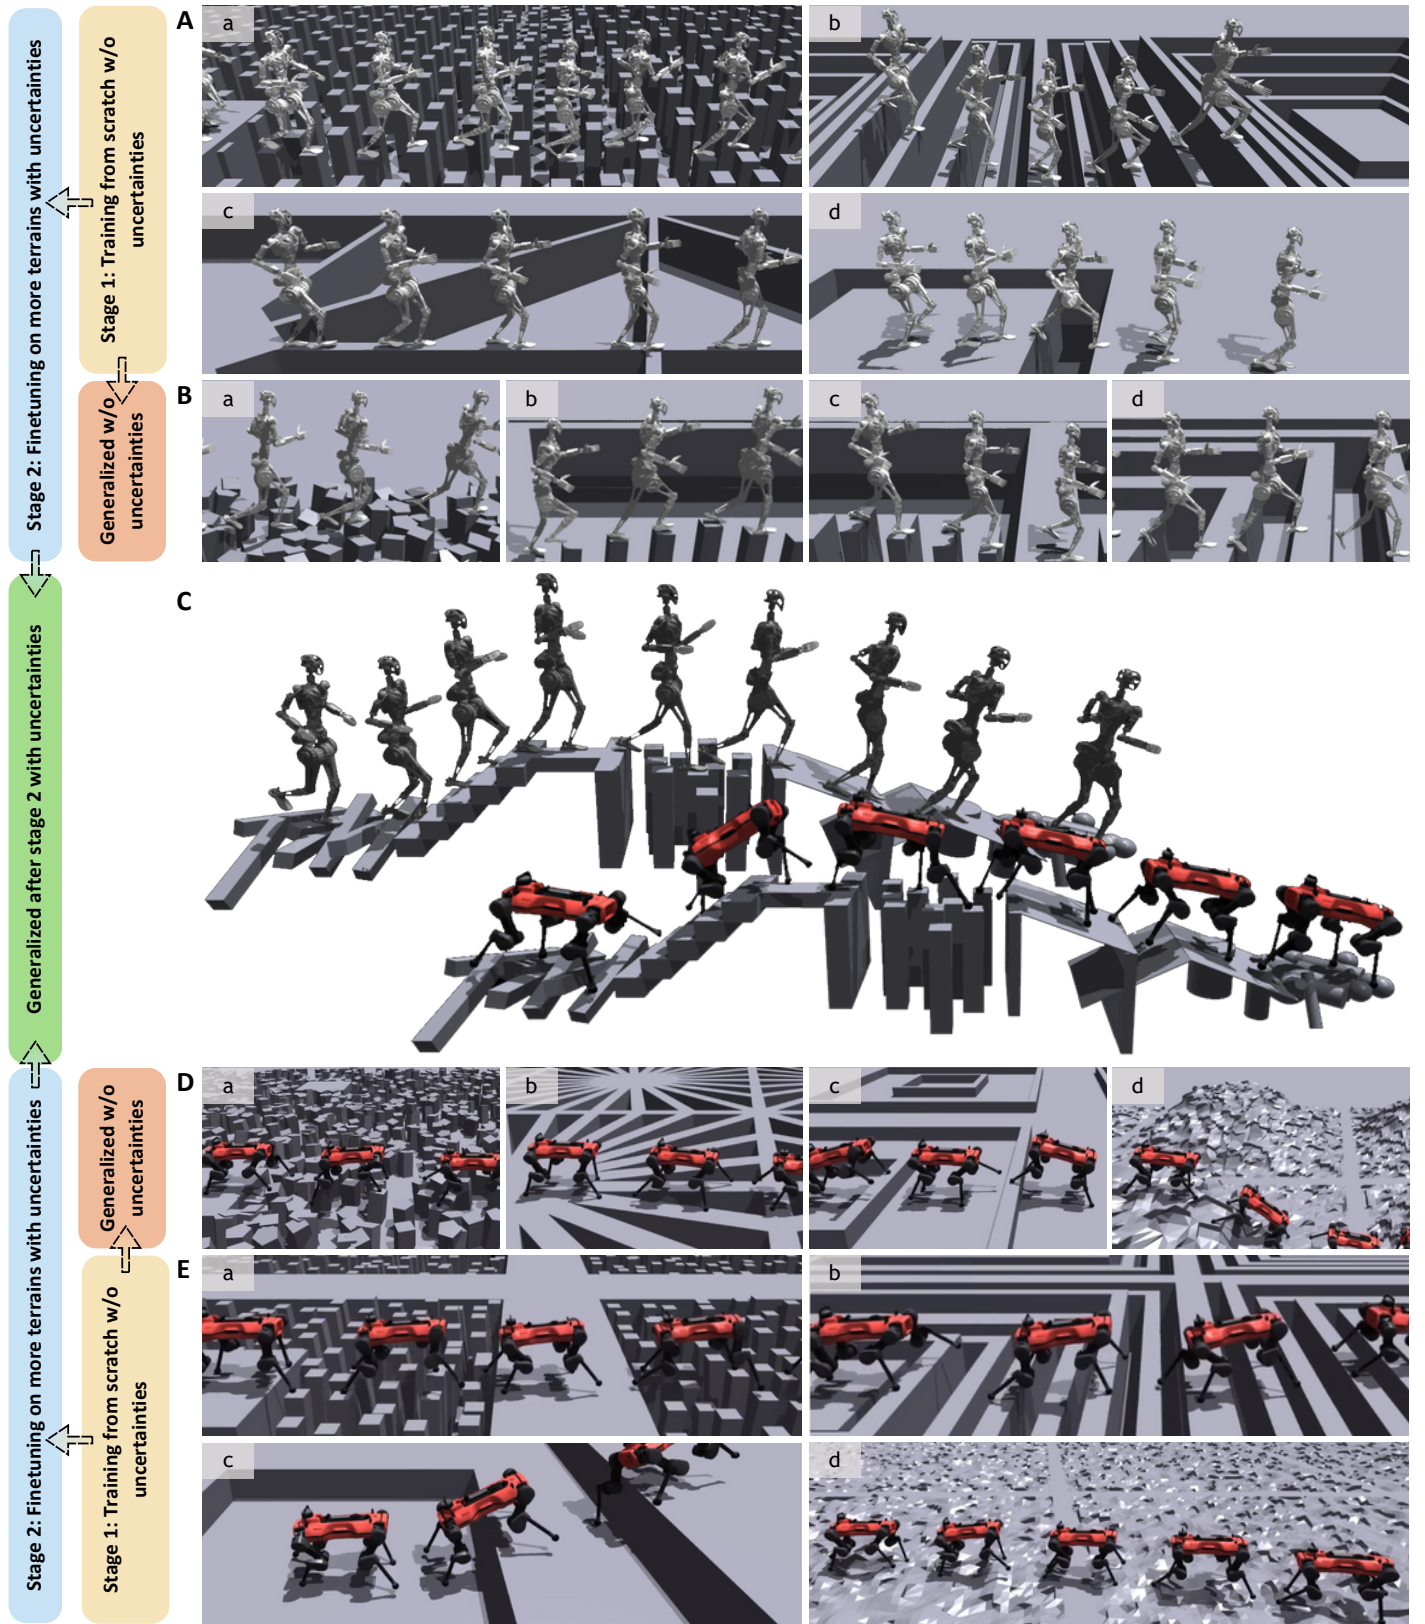 Stage 2: Finetuning on more terrains with uncertainties
Stage 1: Training from scratch w/o
uncertainties
Generalized w/o
uncertainties
Generalized after stage 2 with uncertainties
Stage 2: Finetuning on more terrains with uncertainties
Generalized w/o
uncertainties
Stage 1: Training from scratch w/o
uncertainties
A
a
b
c
d
B
a
b
c
d
C
D
a
b
c
d
E
a
b
c
d